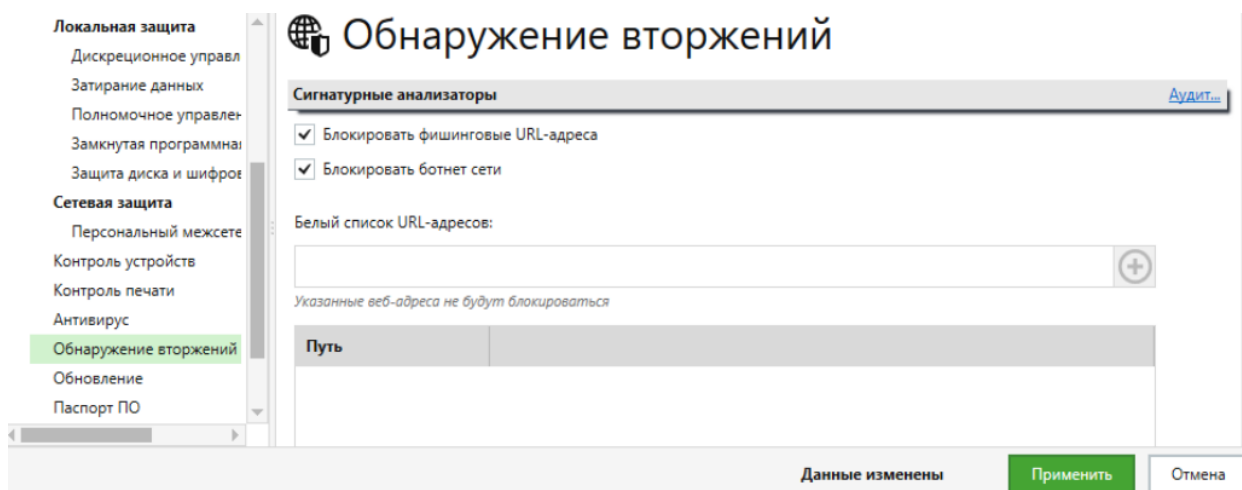 Локальная защита
Дискреционное управл
Затирание данных
Полномочное управлен
Замкнутая программная
Защита диска и шифров
Сетевая защита
Персональный межсете
Контроль устройств
Контроль печати
Антивирус
Обнаружение вторжений
Обновление
Паспорт ПО
Обнаружение вторжений
Сигнатурные анализаторы Аудит...
Блокировать фишинговые URL-адреса
Блокировать ботнет сети
Белый список URL-адресов:
Указанные веб-адреса не будут блокироваться
Путь
Данные изменены Применить Отмена